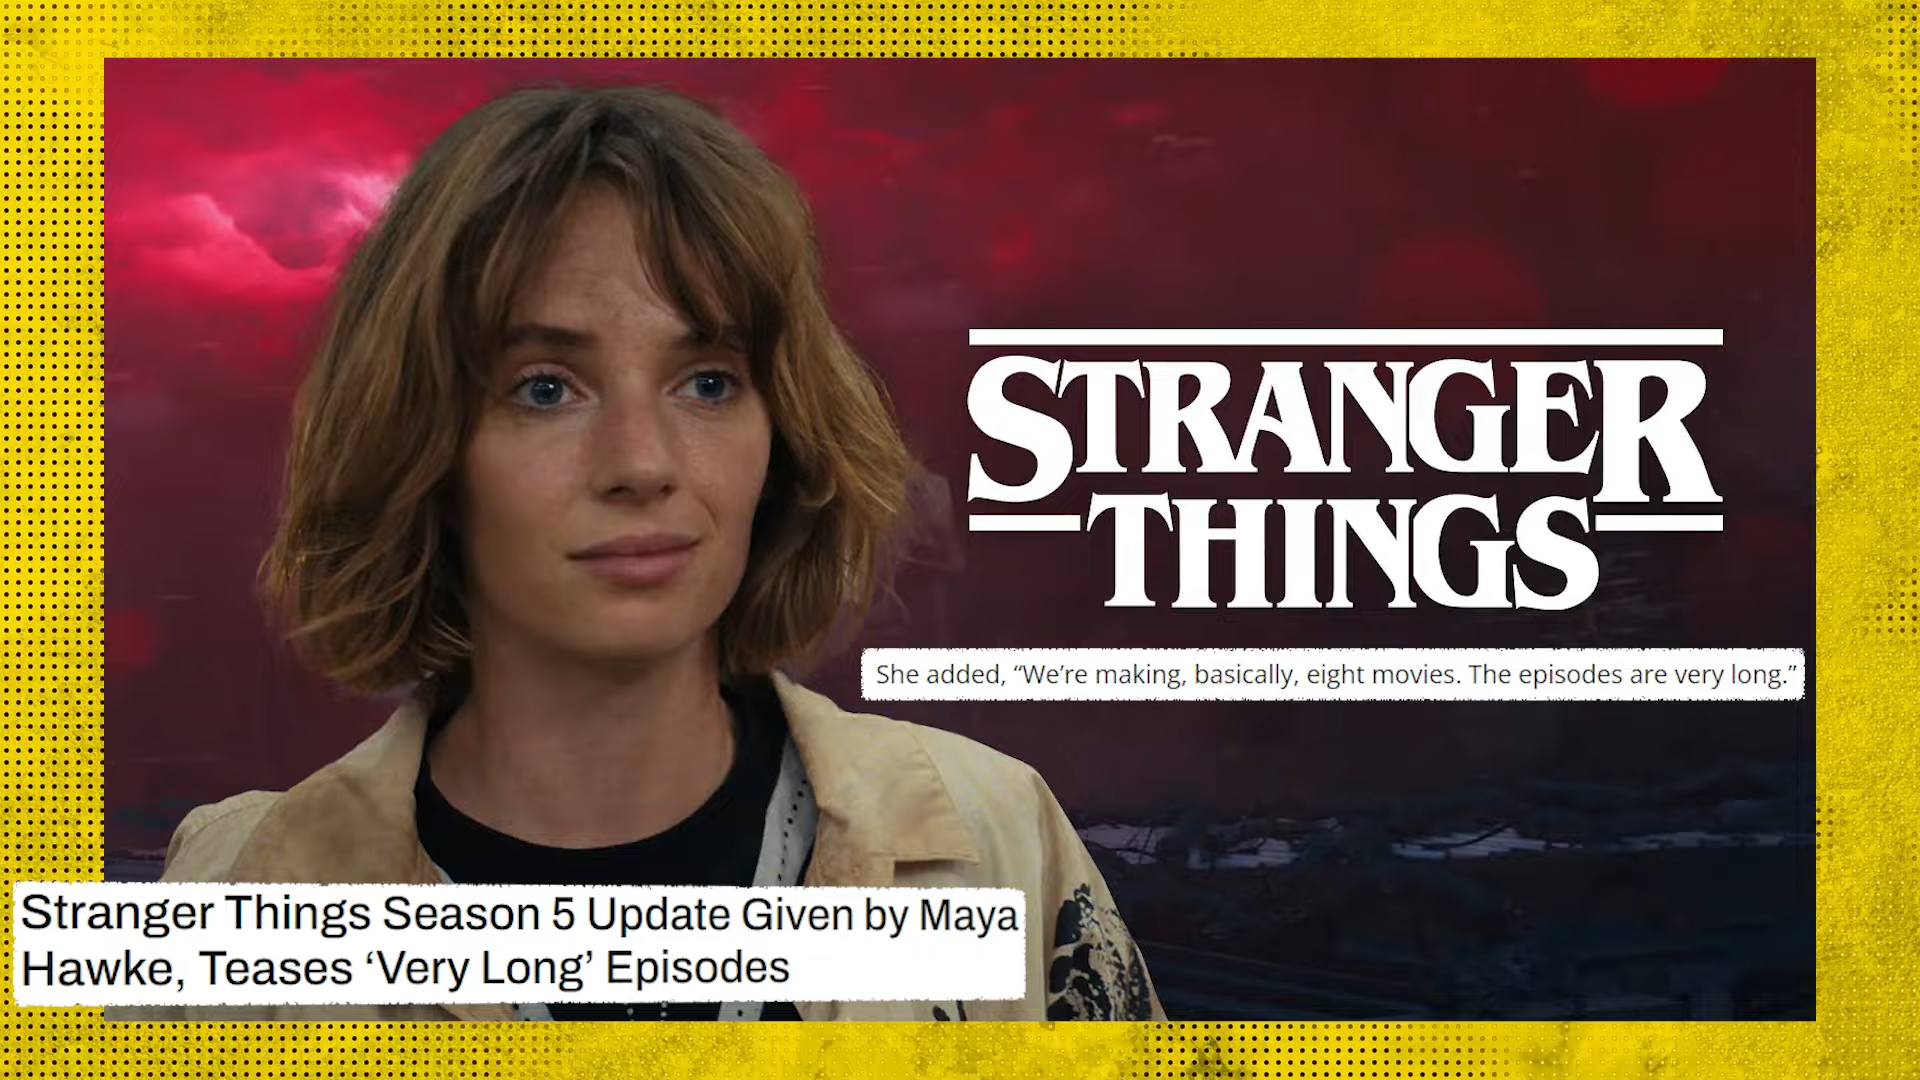 STRANGER
THINGS
She added, “We’re making, basically, eight movies. The episodes are very long.”
Stranger Things Season 5 Update Given by Maya
Hawke, Teases ‘Very Long’ Episodes